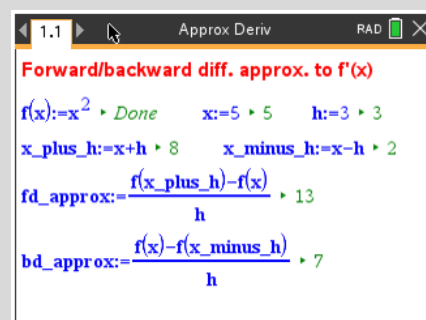 1.1 Approx Deriv RAD
Forward/backward diff. approx. to f'(x)
f(x):=x² ▸ Done x:=5 ▸ 5 h:=3 ▸ 3
x_plus_h:=x+h ▸ 8 x_minus_h:=x−h ▸ 2
fd_approx:=(f(x_plus_h)−f(x))/h ▸ 13
bd_approx:=(f(x)−f(x_minus_h))/h ▸ 7